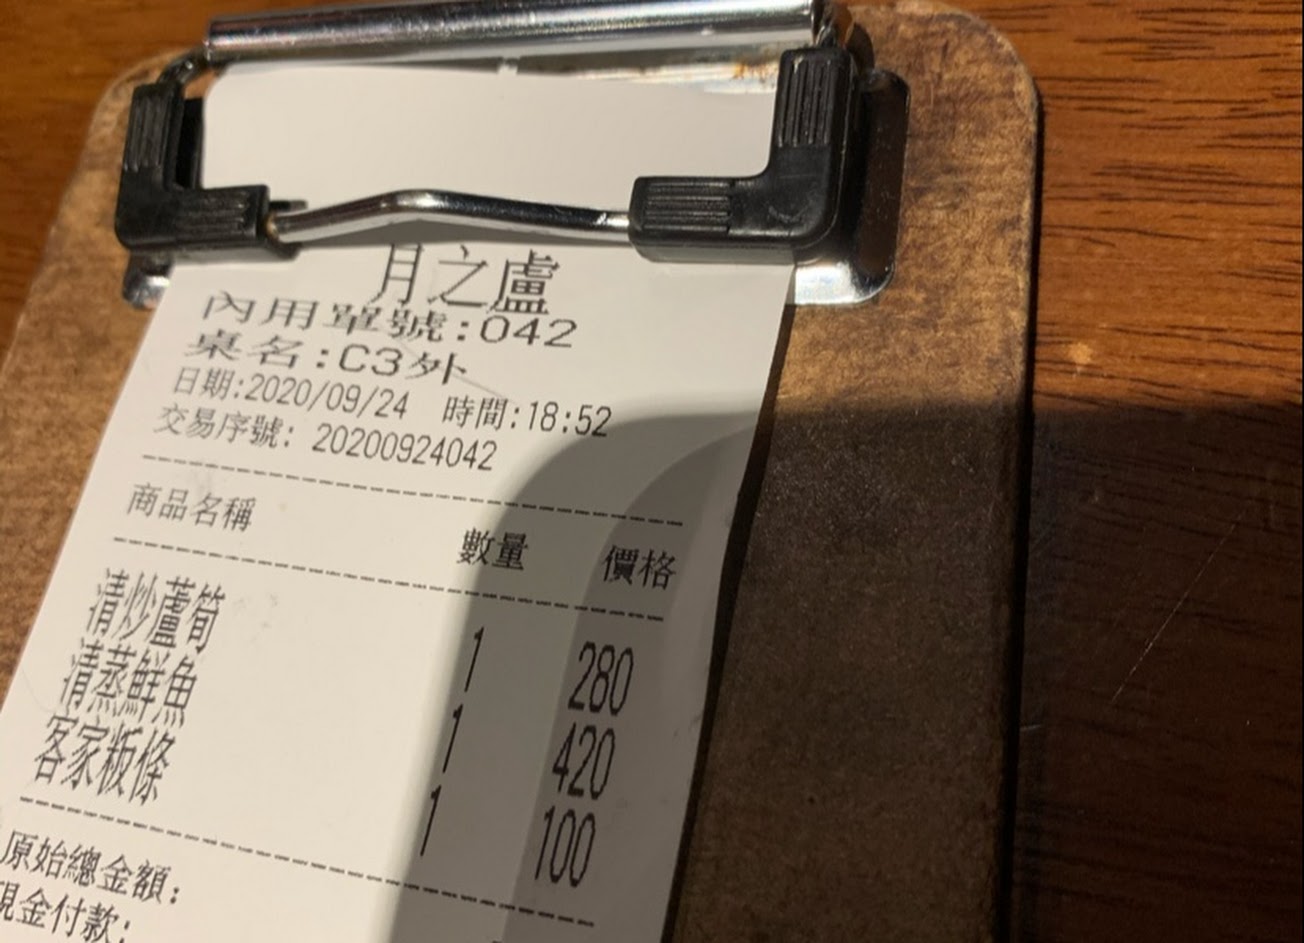 月之盧
內用單號:042
桌名:C3外
日期:2020/09/24 時間:18:52
交易序號: 20200924042
商品名稱 數量 價格
清炒蘆筍 1 280
清蒸鮮魚 1 420
客家粄條 1 100
原始總金額:
現金付款: